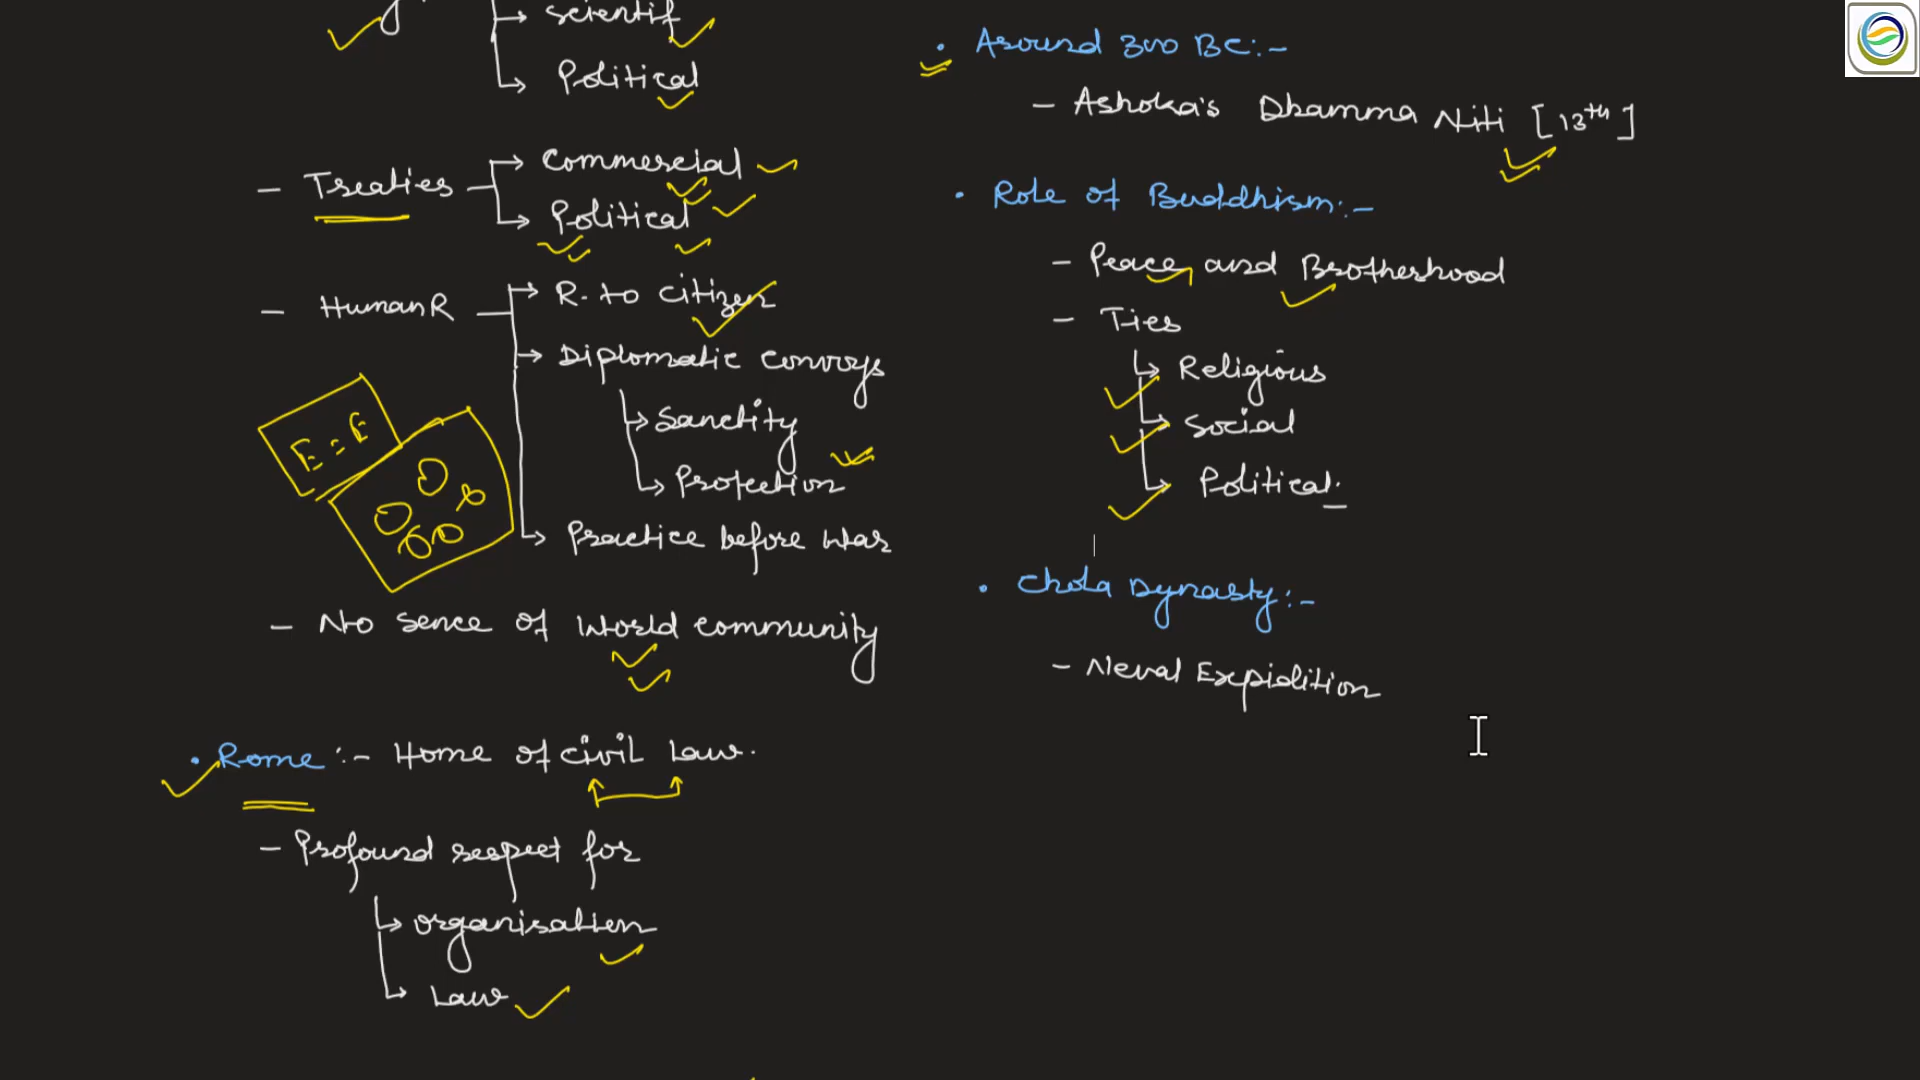 scientif
Political
- Treaties
Commercial
Political
- Human R
R. to citizen
Diplomatic Convoys
Sanctity
Protection
E = E
Practice before War
- No sence of World community
• Rome :- Home of Civil Law.
- Profound respect for
organisation
Law
• Around 300 BC :-
- Ashoka's Dhamma Niti [13th]
• Role of Buddhism :-
- Peace and Brotherhood
- Ties
Religious
Social
Political.
• Chola Dynasty :-
- Neval Expidition